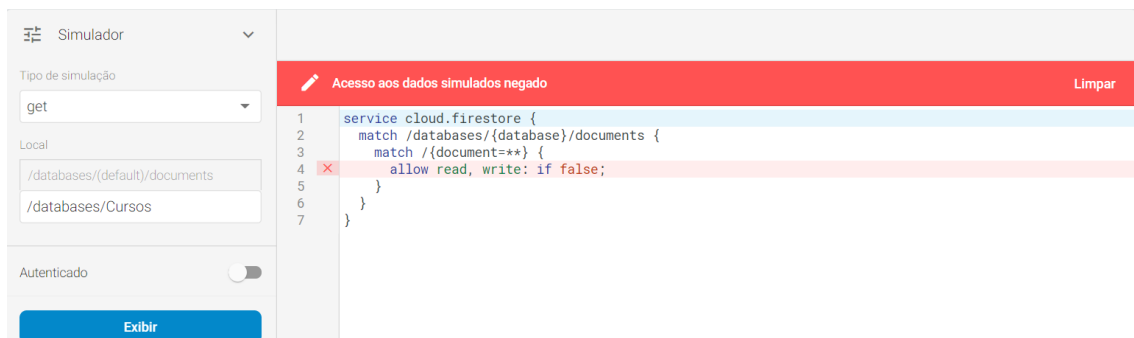 Simulador
Tipo de simulação
get
Local
/databases/(default)/documents
/databases/Cursos
Autenticado
Exibir
Acesso aos dados simulados negado
Limpar
1 service cloud.firestore {
2 match /databases/{database}/documents {
3 match /{document=**} {
4 allow read, write: if false;
5 }
6 }
7 }